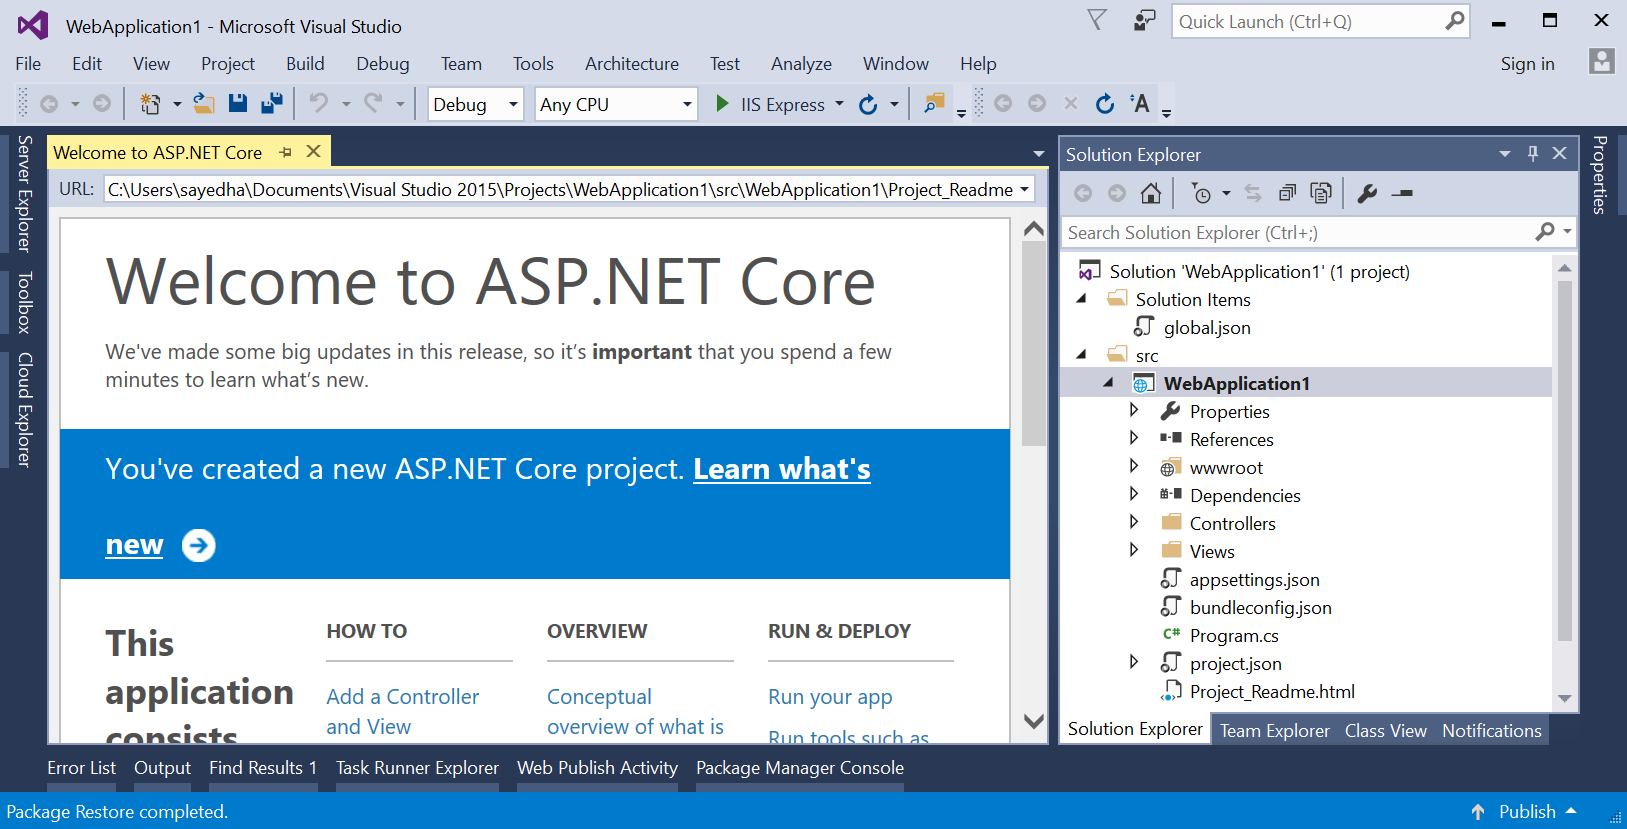 WebApplication1 - Microsoft Visual Studio
Quick Launch (Ctrl+Q)
File Edit View Project Build Debug Team Tools Architecture Test Analyze Window Help
Sign in
Debug Any CPU IIS Express
Server Explorer
Toolbox
Cloud Explorer
Welcome to ASP.NET Core
URL: C:\Users\sayedha\Documents\Visual Studio 2015\Projects\WebApplication1\src\WebApplication1\Project_Readme
Welcome to ASP.NET Core
We've made some big updates in this release, so it’s important that you spend a few
minutes to learn what’s new.
You've created a new ASP.NET Core project. Learn what's
new
This
application
consists
HOW TO
Add a Controller
and View
OVERVIEW
Conceptual
overview of what is
RUN & DEPLOY
Run your app
Run tools such as
Solution Explorer
Search Solution Explorer (Ctrl+;)
Solution 'WebApplication1' (1 project)
Solution Items
global.json
src
WebApplication1
Properties
References
wwwroot
Dependencies
Controllers
Views
appsettings.json
bundleconfig.json
C# Program.cs
project.json
Project_Readme.html
Solution Explorer Team Explorer Class View Notifications
Properties
Error List Output Find Results 1 Task Runner Explorer Web Publish Activity Package Manager Console
Package Restore completed.
Publish